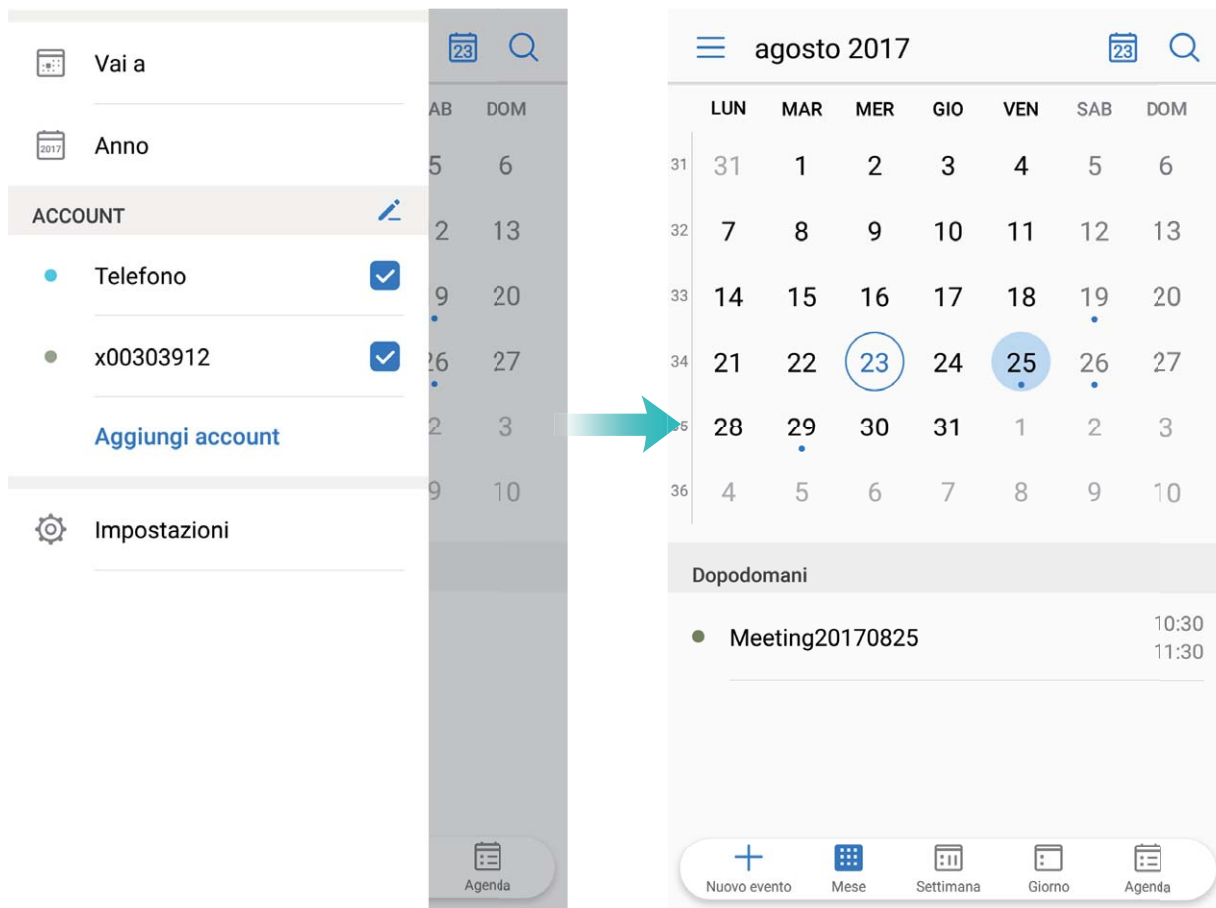 Vai a
2017
Anno
ACCOUNT
Telefono
x00303912
Aggiungi account
Impostazioni
23
AB DOM
5 6
2 13
9 20
26 27
2 3
9 10
Agenda
agosto 2017 23
LUN MAR MER GIO VEN SAB DOM
31 31 1 2 3 4 5 6
32 7 8 9 10 11 12 13
33 14 15 16 17 18 19 20
34 21 22 23 24 25 26 27
35 28 29 30 31 1 2 3
36 4 5 6 7 8 9 10
Dopodomani
Meeting20170825 10:30
11:30
Nuovo evento Mese Settimana Giorno Agenda